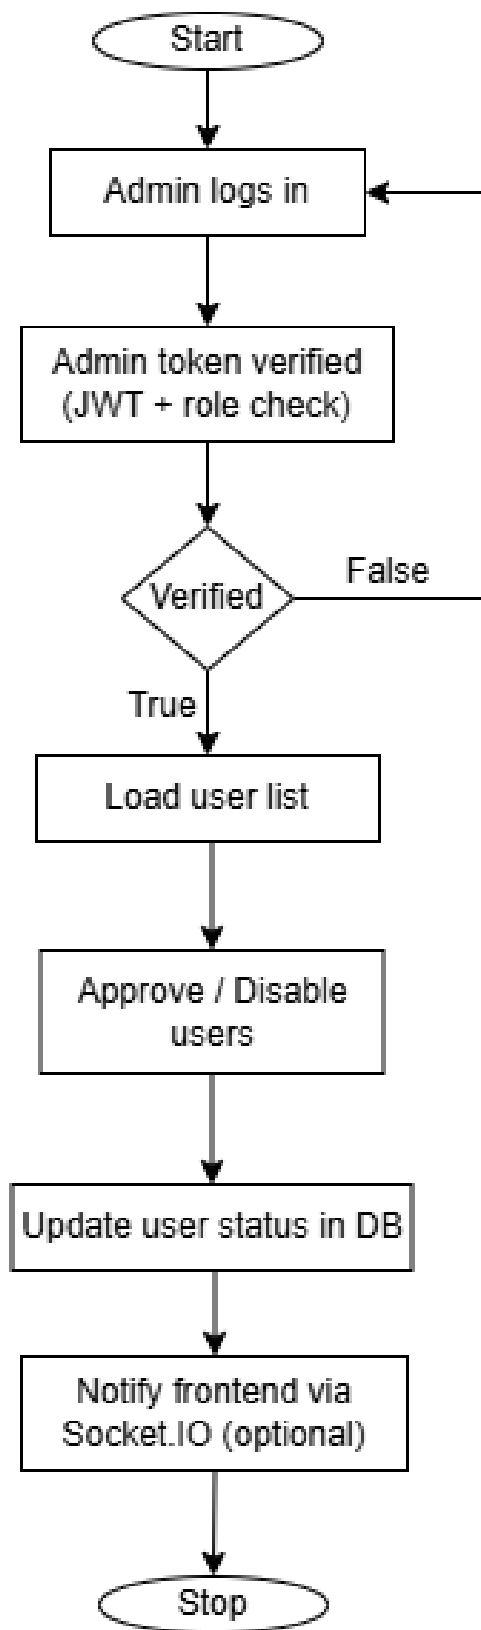 Start
Admin logs in
Admin token verified
(JWT + role check)
Verified
False
True
Load user list
Approve / Disable
users
Update user status in DB
Notify frontend via
Socket.IO (optional)
Stop